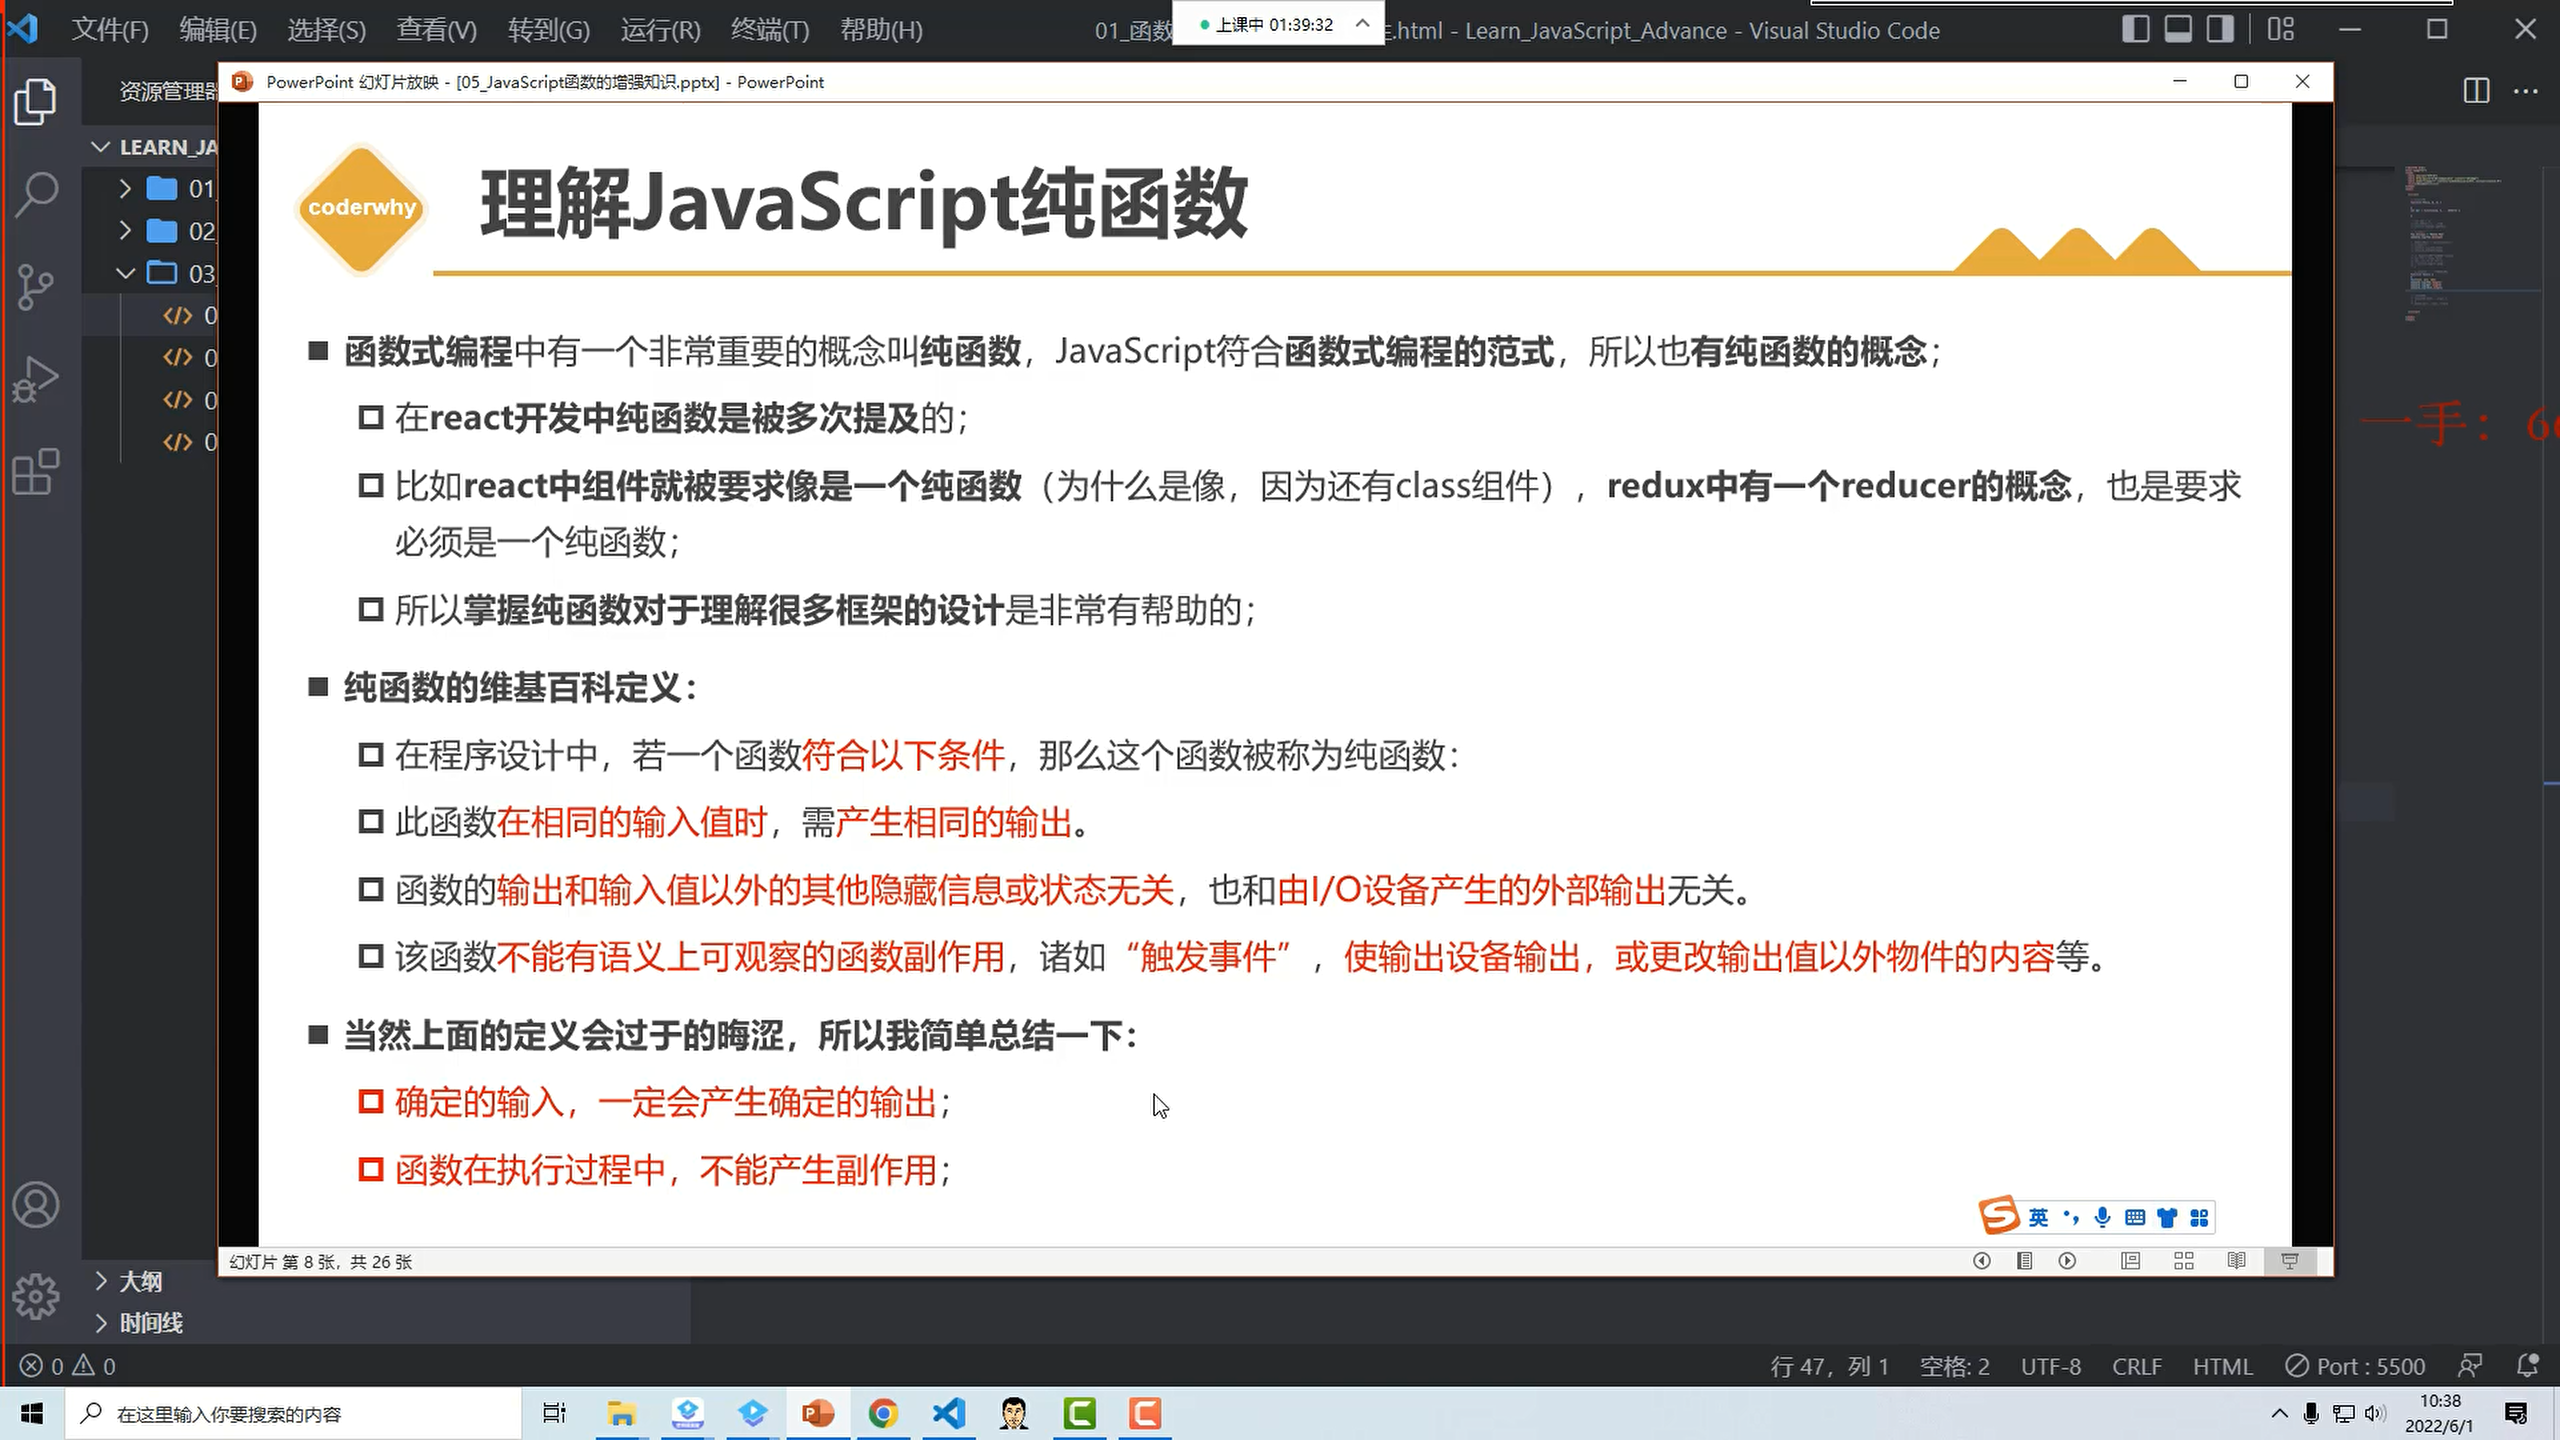 文件(F) 编辑(E) 选择(S) 查看(V) 转到(G) 运行(R) 终端(T) 帮助(H) 01_函数 上课中 01:39:32 .html - Learn_JavaScript_Advance - Visual Studio Code
PowerPoint 幻灯片放映 - [05_JavaScript函数的增强知识.pptx] - PowerPoint
资源管理器
LEARN_JA
01
02
03
0
0
0
0
coderwhy
理解JavaScript纯函数
函数式编程中有一个非常重要的概念叫纯函数，JavaScript符合函数式编程的范式，所以也有纯函数的概念；
在react开发中纯函数是被多次提及的；
比如react中组件就被要求像是一个纯函数（为什么是像，因为还有class组件），redux中有一个reducer的概念，也是要求
必须是一个纯函数；
所以掌握纯函数对于理解很多框架的设计是非常有帮助的；
纯函数的维基百科定义：
在程序设计中，若一个函数符合以下条件，那么这个函数被称为纯函数：
此函数在相同的输入值时，需产生相同的输出。
函数的输出和输入值以外的其他隐藏信息或状态无关，也和由I/O设备产生的外部输出无关。
该函数不能有语义上可观察的函数副作用，诸如“触发事件”，使输出设备输出，或更改输出值以外物件的内容等。
当然上面的定义会过于的晦涩，所以我简单总结一下：
确定的输入，一定会产生确定的输出；
函数在执行过程中，不能产生副作用；
一手：6
英
幻灯片 第 8 张，共 26 张
大纲
时间线
0 0 行 47，列 1 空格: 2 UTF-8 CRLF HTML Port : 5500
在这里输入你要搜索的内容
10:38
2022/6/1